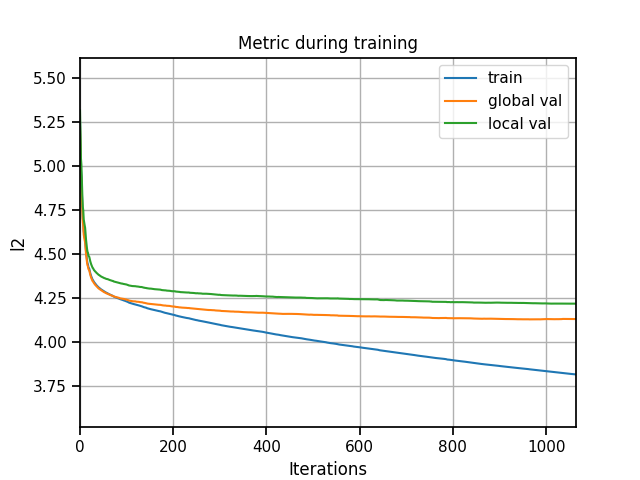 Metric during training
train
global val
local val
5.50
5.25
5.00
4.75
4.50
4.25
4.00
3.75
l2
0 200 400 600 800 1000
Iterations